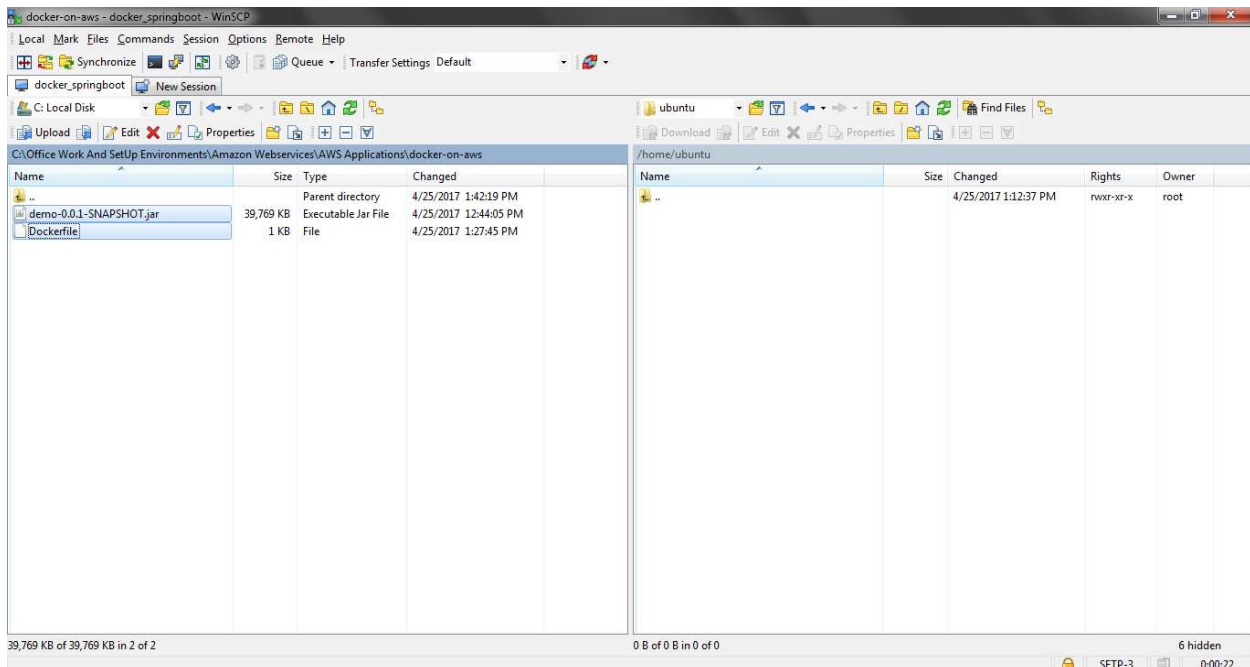 docker-on-aws - docker_springboot - WinSCP
Local Mark Files Commands Session Options Remote Help
Synchronize Queue Transfer Settings Default
docker_springboot New Session
C: Local Disk
ubuntu Find Files
Upload Edit Properties
Download Edit Properties
C:\Office Work And SetUp Environments\Amazon Webservices\AWS Applications\docker-on-aws
/home/ubuntu
Name Size Type Changed
Name Size Changed Rights Owner
.. Parent directory 4/25/2017 1:42:19 PM
.. 4/25/2017 1:12:37 PM rwxr-xr-x root
demo-0.0.1-SNAPSHOT.jar 39,769 KB Executable Jar File 4/25/2017 12:44:05 PM
Dockerfile 1 KB File 4/25/2017 1:27:45 PM
39,769 KB of 39,769 KB in 2 of 2
0 B of 0 B in 0 of 0 6 hidden
SFTP-3 0:00:22